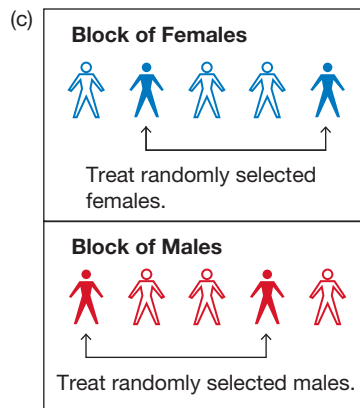 (c)
Block of Females
Treat randomly selected
females.
Block of Males
Treat randomly selected males.